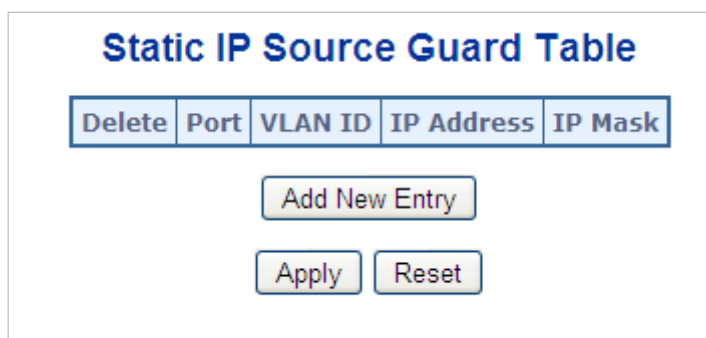 Static IP Source Guard Table
Delete Port VLAN ID IP Address IP Mask
Add New Entry
Apply Reset